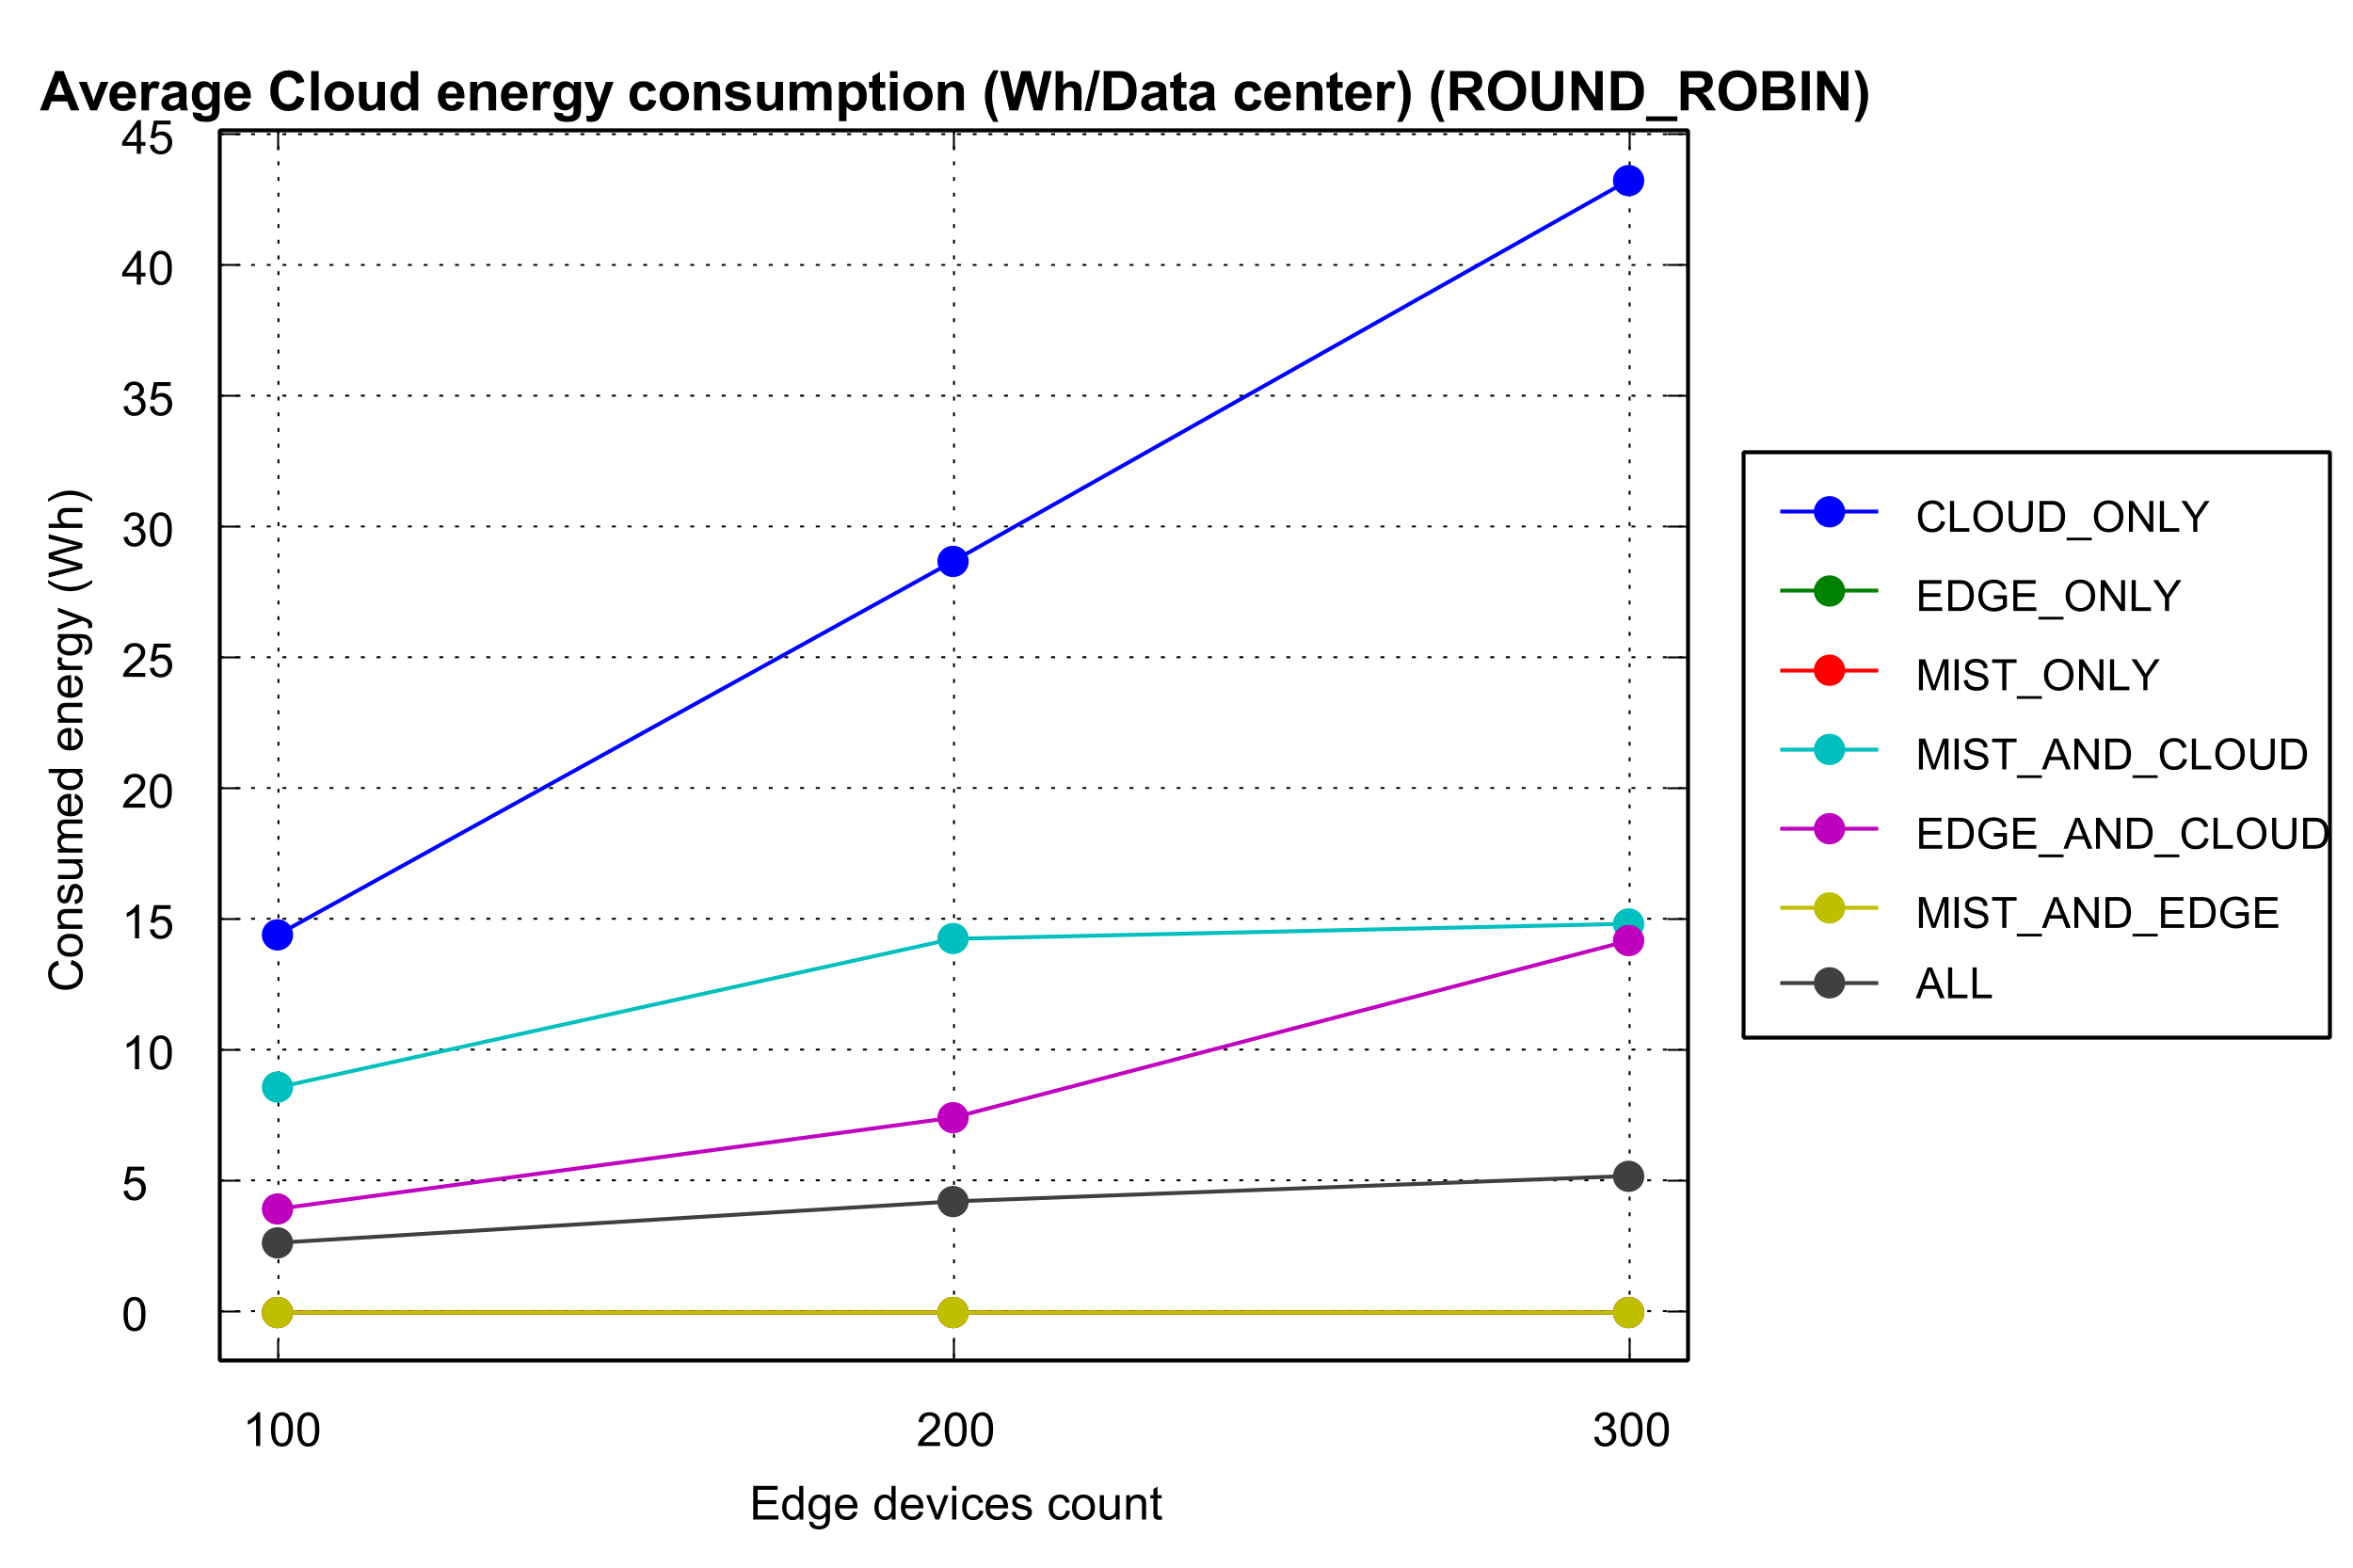 Average Cloud energy consumption (Wh/Data center) (ROUND_ROBIN)
45
40
35
30
25
20
15
10
5
0
Consumed energy (Wh)
100
200
300
Edge devices count
CLOUD_ONLY
EDGE_ONLY
MIST_ONLY
MIST_AND_CLOUD
EDGE_AND_CLOUD
MIST_AND_EDGE
ALL